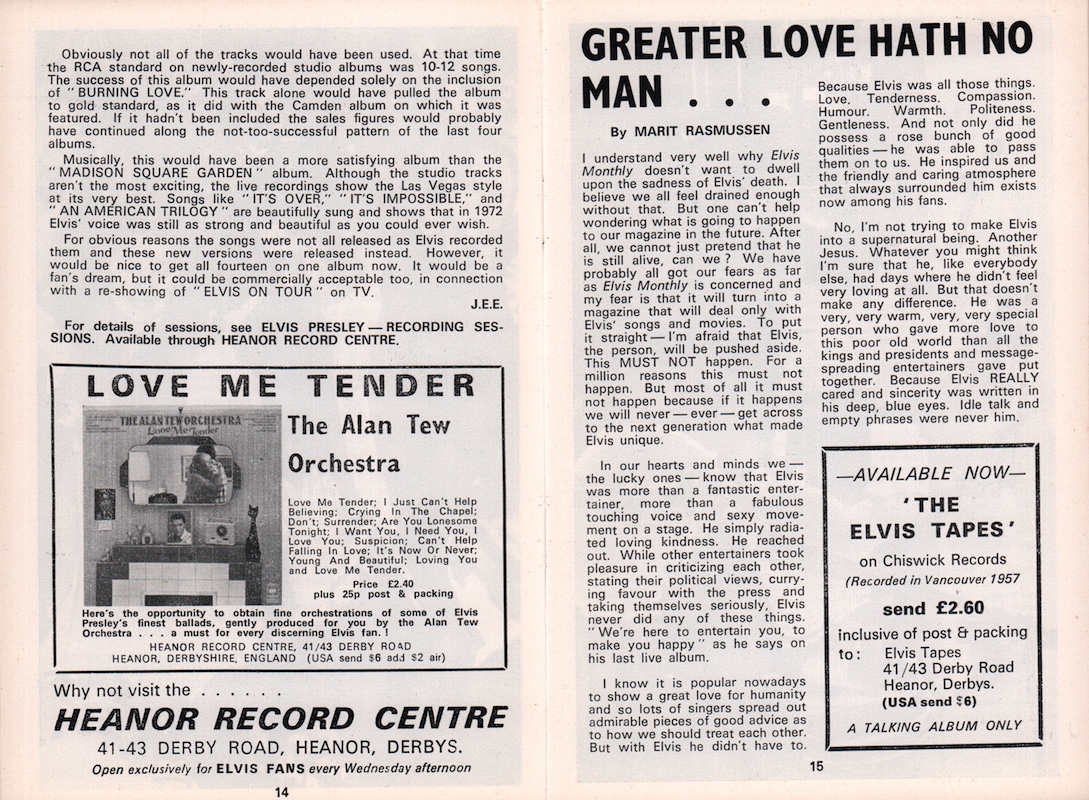 Obviously not all of the tracks would have been used. At that time
the RCA standard on newly-recorded studio albums was 10-12 songs.
The success of this album would have depended solely on the inclusion
of "BURNING LOVE." This track alone would have pulled the album
to gold standard, as it did with the Camden album on which it was
featured. If it hadn't been included the sales figures would probably
have continued along the not-too-successful pattern of the last four
albums.
Musically, this would have been a more satisfying album than the
"MADISON SQUARE GARDEN" album. Although the studio tracks
aren't the most exciting, the live recordings show the Las Vegas style
at its very best. Songs like "IT'S OVER," "IT'S IMPOSSIBLE," and
"AN AMERICAN TRILOGY" are beautifully sung and shows that in 1972
Elvis' voice was still as strong and beautiful as you could ever wish.
For obvious reasons the songs were not all released as Elvis recorded
them and these new versions were released instead. However, it
would be nice to get all fourteen on one album now. It would be a
fan's dream, but it could be commercially acceptable too, in connection
with a re-showing of "ELVIS ON TOUR" on TV.
J.E.E.
For details of sessions, see ELVIS PRESLEY — RECORDING SES-
SIONS. Available through HEANOR RECORD CENTRE.
LOVE ME TENDER
THE ALAN TEW ORCHESTRA
Love Me Tender
The Alan Tew
Orchestra
Love Me Tender; I Just Can't Help
Believing; Crying In The Chapel;
Don't; Surrender; Are You Lonesome
Tonight; I Want You, I Need You, I
Love You; Suspicion; Can't Help
Falling In Love; It's Now Or Never;
Young And Beautiful; Loving You
and Love Me Tender.
Price £2.40
plus 25p post & packing
Here's the opportunity to obtain fine orchestrations of some of Elvis
Presley's finest ballads, gently produced for you by the Alan Tew
Orchestra . . . a must for every discerning Elvis fan. !
HEANOR RECORD CENTRE, 41/43 DERBY ROAD
HEANOR, DERBYSHIRE, ENGLAND (USA send $6 add $2 air)
Why not visit the . . . . . .
HEANOR RECORD CENTRE
41-43 DERBY ROAD, HEANOR, DERBYS.
Open exclusively for ELVIS FANS every Wednesday afternoon
14
GREATER LOVE HATH NO
MAN . . .
By MARIT RASMUSSEN
I understand very well why Elvis
Monthly doesn't want to dwell
upon the sadness of Elvis' death. I
believe we all feel drained enough
without that. But one can't help
wondering what is going to happen
to our magazine in the future. After
all, we cannot just pretend that he
is still alive, can we? We have
probably all got our fears as far
as Elvis Monthly is concerned and
my fear is that it will turn into a
magazine that will deal only with
Elvis' songs and movies. To put
it straight — I'm afraid that Elvis,
the person, will be pushed aside.
This MUST NOT happen. For a
million reasons this must not
happen. But most of all it must
not happen because if it happens
we will never — ever — get across
to the next generation what made
Elvis unique.
In our hearts and minds we —
the lucky ones — know that Elvis
was more than a fantastic enter-
tainer, more than a fabulous
touching voice and sexy move-
ment on a stage. He simply radia-
ted loving kindness. He reached
out. While other entertainers took
pleasure in criticizing each other,
stating their political views, curry-
ing favour with the press and
taking themselves seriously, Elvis
never did any of these things.
"We're here to entertain you, to
make you happy" as he says on
his last live album.
I know it is popular nowadays
to show a great love for humanity
and so lots of singers spread out
admirable pieces of good advice as
to how we should treat each other.
But with Elvis he didn't have to.
Because Elvis was all those things.
Love. Tenderness. Compassion.
Humour. Warmth. Politeness.
Gentleness. And not only did he
possess a rose bunch of good
qualities — he was able to pass
them on to us. He inspired us and
the friendly and caring atmosphere
that always surrounded him exists
now among his fans.
No, I'm not trying to make Elvis
into a supernatural being. Another
Jesus. Whatever you might think
I'm sure that he, like everybody
else, had days where he didn't feel
very loving at all. But that doesn't
make any difference. He was a
very, very warm, very, very special
person who gave more love to
this poor old world than all the
kings and presidents and message-
spreading entertainers gave put
together. Because Elvis REALLY
cared and sincerity was written in
his deep, blue eyes. Idle talk and
empty phrases were never him.
—AVAILABLE NOW—
'THE
ELVIS TAPES'
on Chiswick Records
(Recorded in Vancouver 1957
send £2.60
inclusive of post & packing
to: Elvis Tapes
41/43 Derby Road
Heanor, Derbys.
(USA send $6)
A TALKING ALBUM ONLY
15